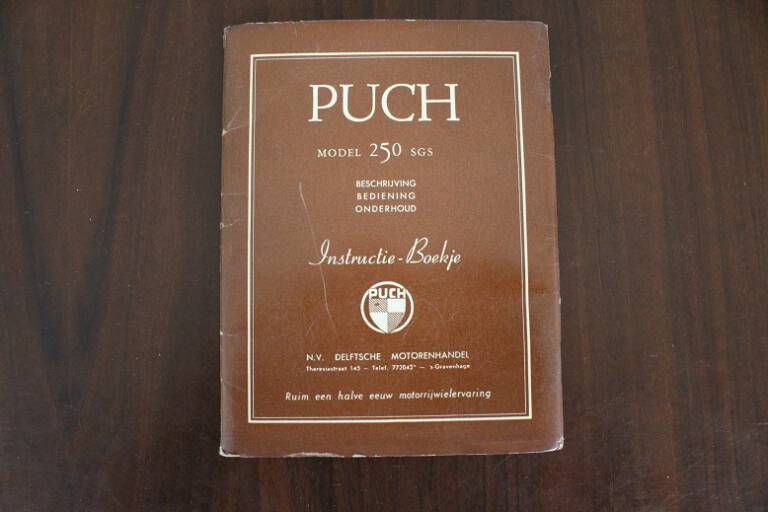 PUCH
MODEL 250 SGS
BESCHRIJVING
BEDIENING
ONDERHOUD
Instructie-Boekje
PUCH
N.V. DELFTSCHE MOTORENHANDEL
Theresiastraat 145 — Telef. 772043* — 's-Gravenhage
Ruim een halve eeuw motorrijwielervaring